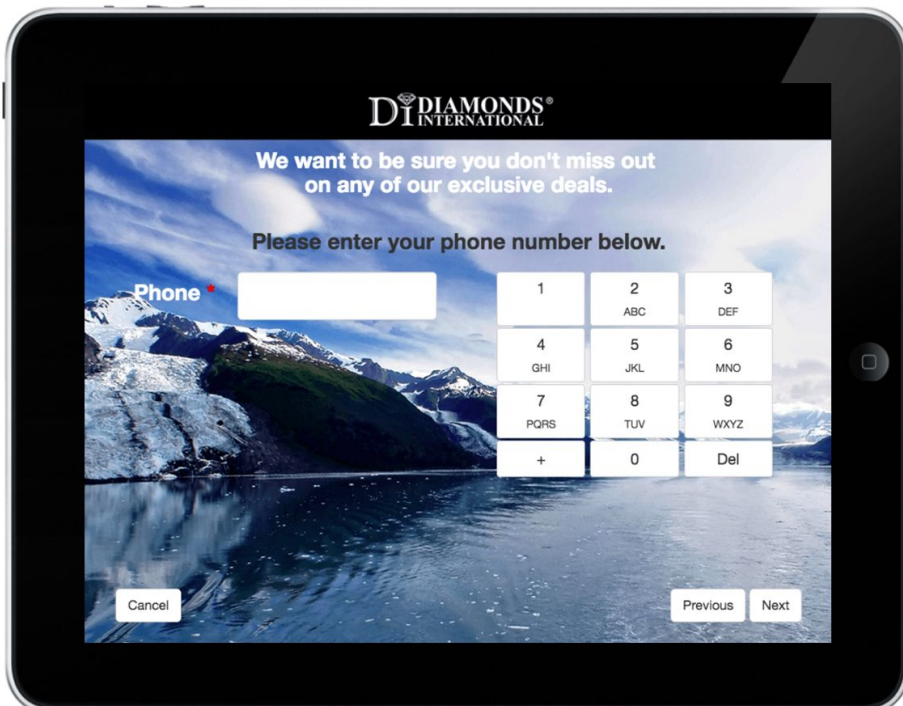 Di DIAMONDS®
INTERNATIONAL
We want to be sure you don't miss out
on any of our exclusive deals.
Please enter your phone number below.
Phone *
1 2 3
ABC DEF
4 5 6
GHI JKL MNO
7 8 9
PQRS TUV WXYZ
+ 0 Del
Cancel Previous Next